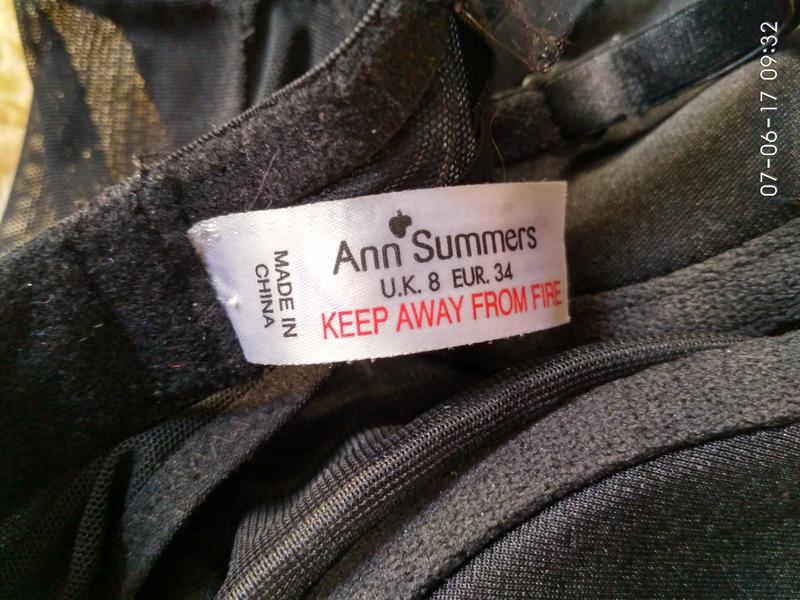 Ann Summers
U.K. 8 EUR. 34
KEEP AWAY FROM FIRE
MADE IN
CHINA
07-06-17 09:32